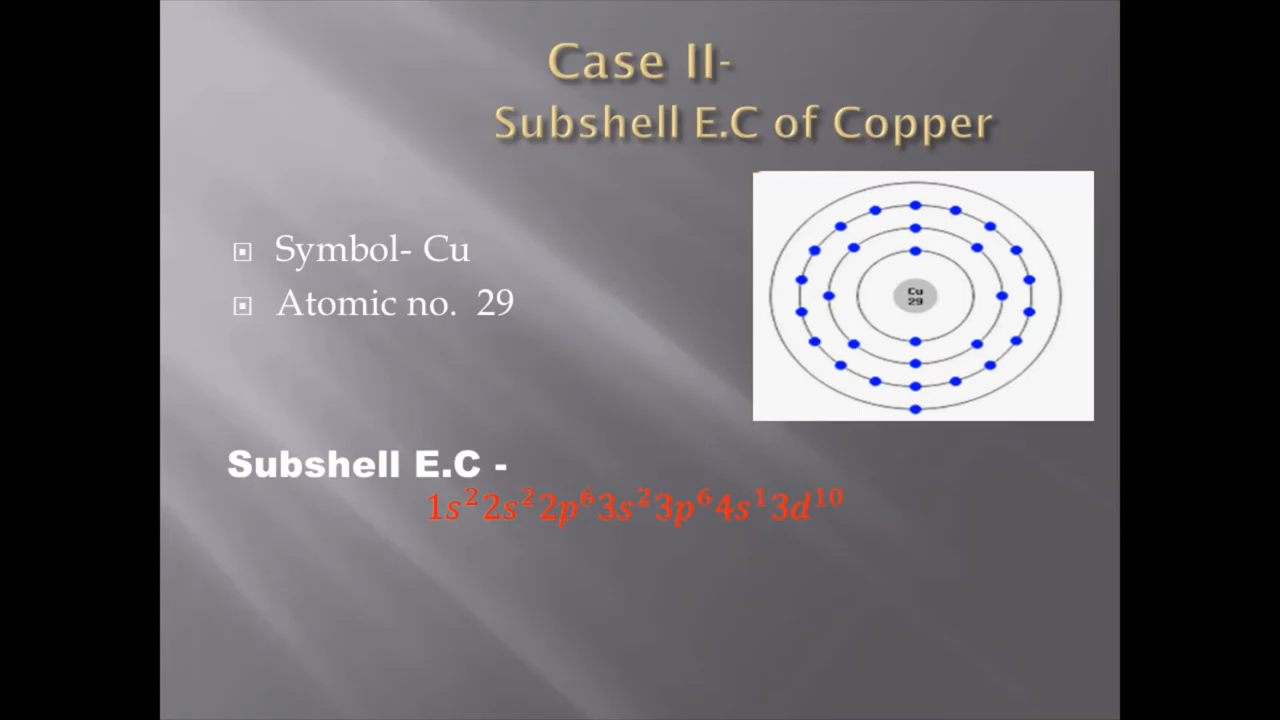 Case II-
Subshell E.C of Copper
Symbol- Cu
Atomic no. 29
Cu
29
Subshell E.C -
1s²2s²2p⁶3s²3p⁶4s¹3d¹⁰